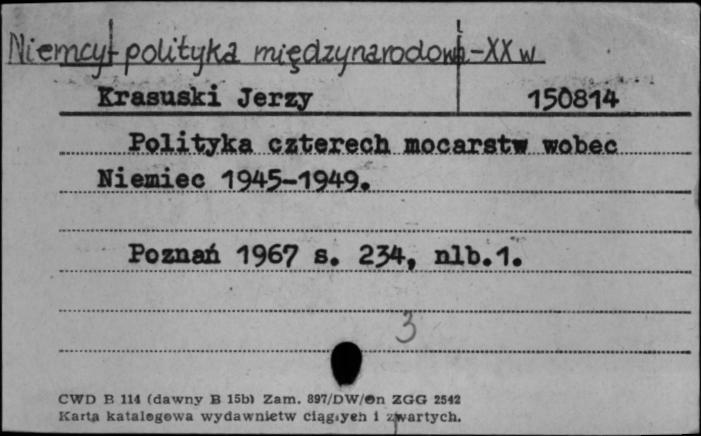 Niemcy - polityka międzynarodowa - XX w
Krasuski Jerzy 150814
Polityka czterech mocarstw wobec
Niemiec 1945-1949.
Poznań 1967 s. 234, nlb.1.
3
CWD B 114 (dawny B 15b) Zam. 897/DW/On ZGG 2542
Karta katalogowa wydawnictw ciągłych i zwartych.